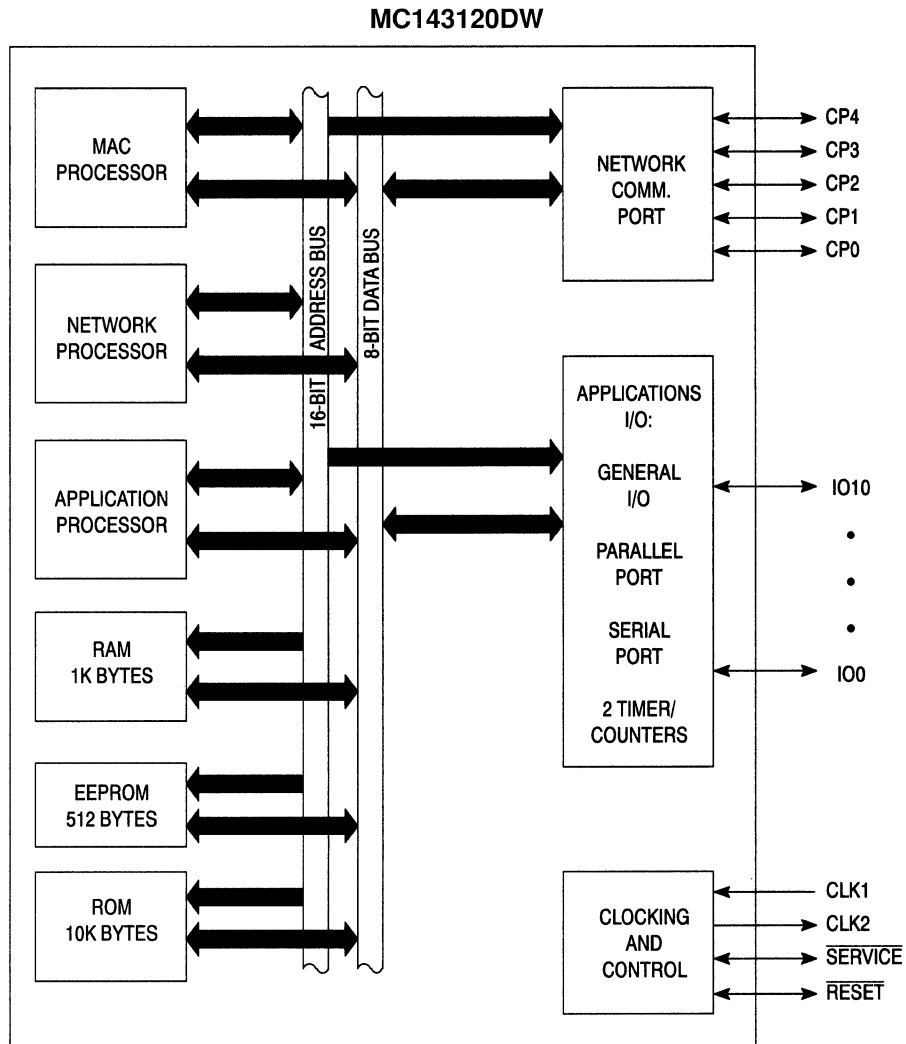 MC143120DW
MAC
PROCESSOR
NETWORK
PROCESSOR
APPLICATION
PROCESSOR
RAM
1K BYTES
EEPROM
512 BYTES
ROM
10K BYTES
16-BIT ADDRESS BUS
8-BIT DATA BUS
NETWORK
COMM.
PORT
CP4
CP3
CP2
CP1
CP0
APPLICATIONS
I/O:
GENERAL
I/O
PARALLEL
PORT
SERIAL
PORT
2 TIMER/
COUNTERS
IO10
IO0
CLOCKING
AND
CONTROL
CLK1
CLK2
SERVICE
RESET